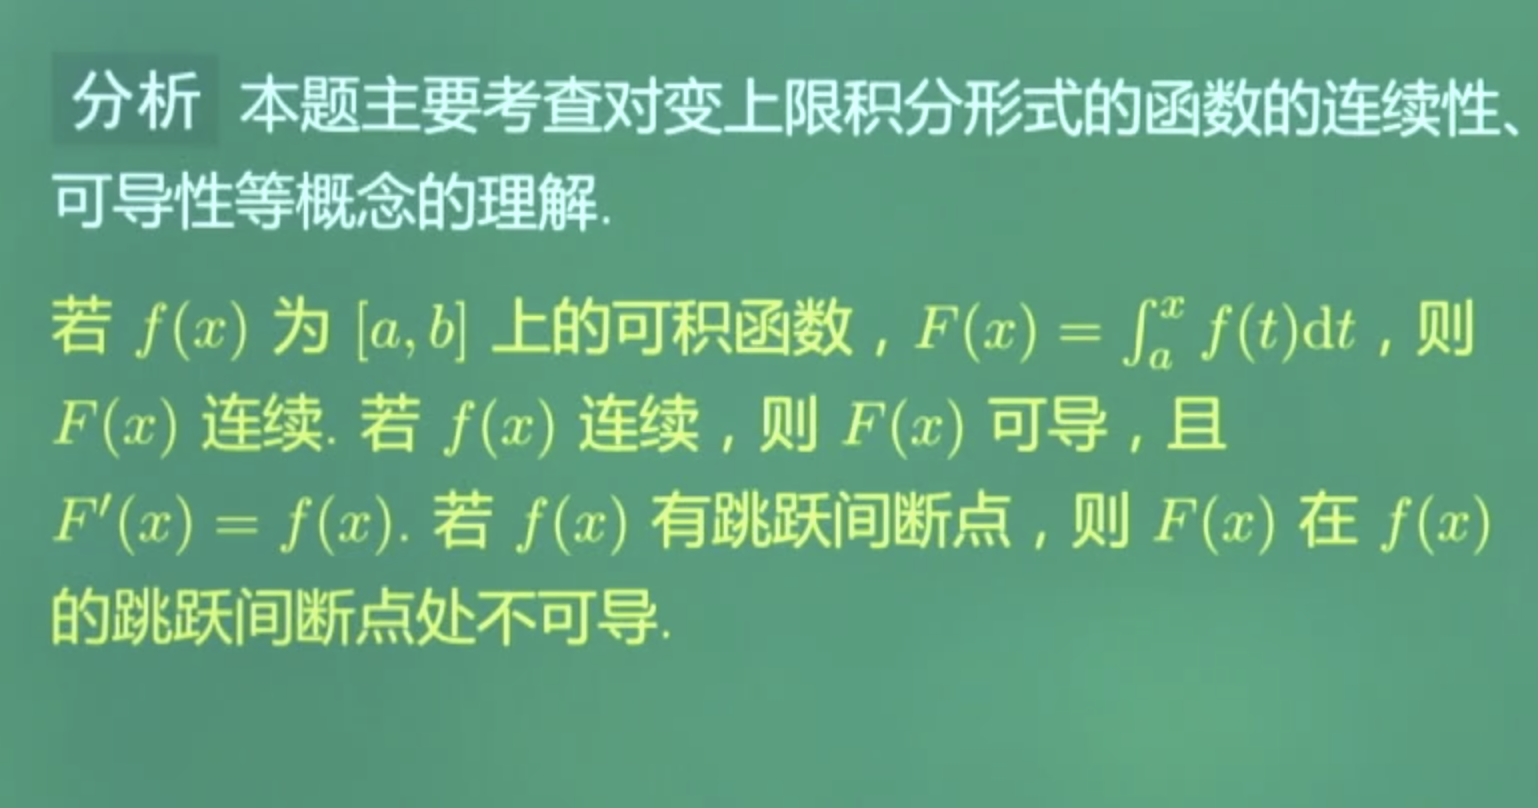 分析 本题主要考查对变上限积分形式的函数的连续性、
可导性等概念的理解.
若 f(x) 为 [a, b] 上的可积函数，F(x) = ∫ₐˣ f(t)dt，则
F(x) 连续. 若 f(x) 连续，则 F(x) 可导，且
F′(x) = f(x). 若 f(x) 有跳跃间断点，则 F(x) 在 f(x)
的跳跃间断点处不可导.